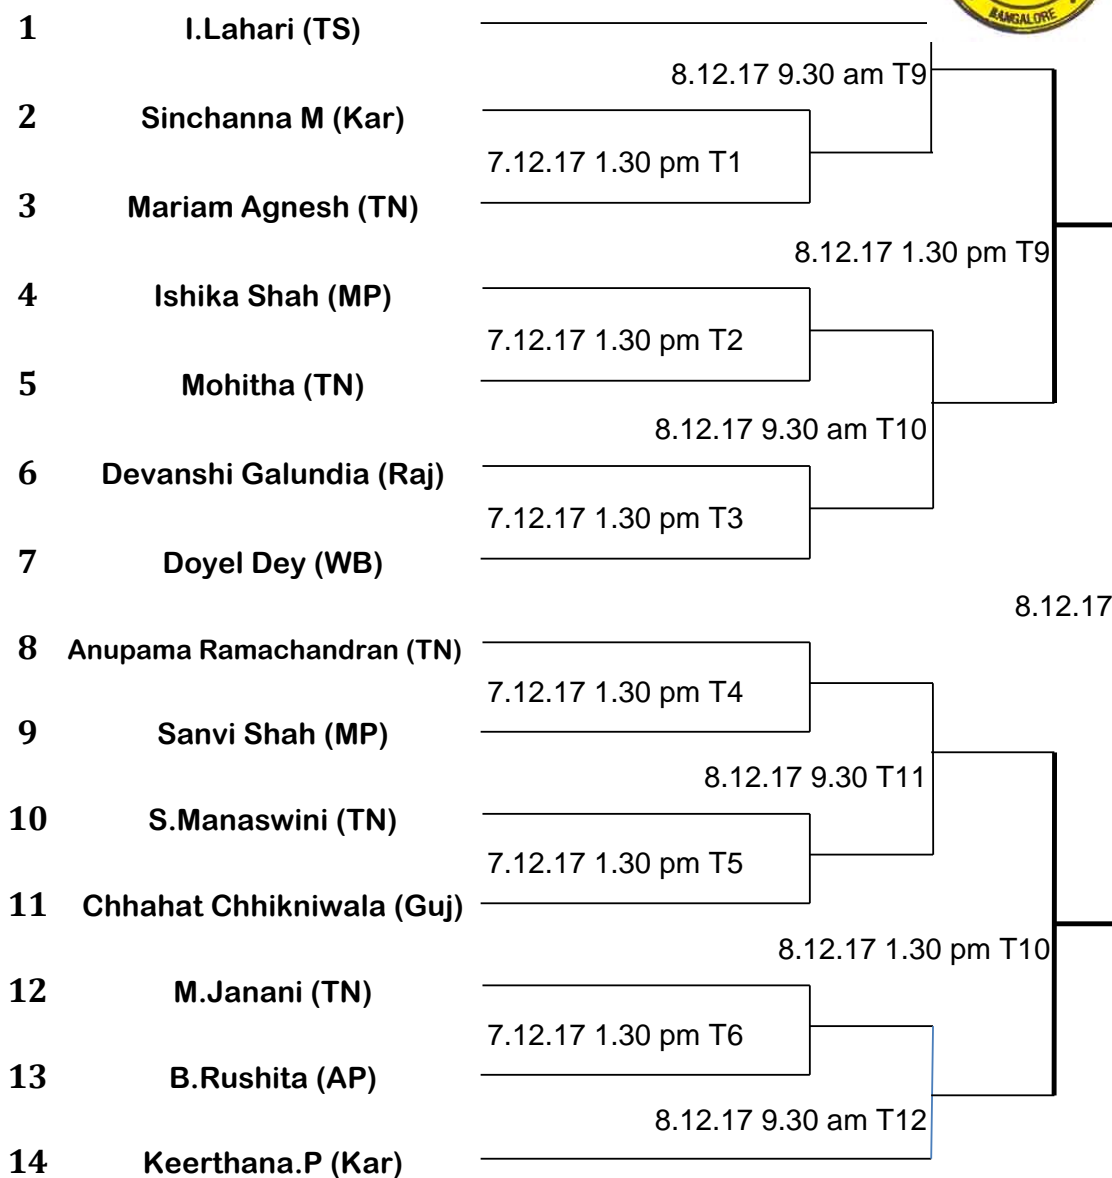 BANGALORE
1 I.Lahari (TS)
8.12.17 9.30 am T9
2 Sinchanna M (Kar)
7.12.17 1.30 pm T1
3 Mariam Agnesh (TN)
8.12.17 1.30 pm T9
4 Ishika Shah (MP)
7.12.17 1.30 pm T2
5 Mohitha (TN)
8.12.17 9.30 am T10
6 Devanshi Galundia (Raj)
7.12.17 1.30 pm T3
7 Doyel Dey (WB)
8.12.17
8 Anupama Ramachandran (TN)
7.12.17 1.30 pm T4
9 Sanvi Shah (MP)
8.12.17 9.30 T11
10 S.Manaswini (TN)
7.12.17 1.30 pm T5
11 Chhahat Chhikniwala (Guj)
8.12.17 1.30 pm T10
12 M.Janani (TN)
7.12.17 1.30 pm T6
13 B.Rushita (AP)
8.12.17 9.30 am T12
14 Keerthana.P (Kar)